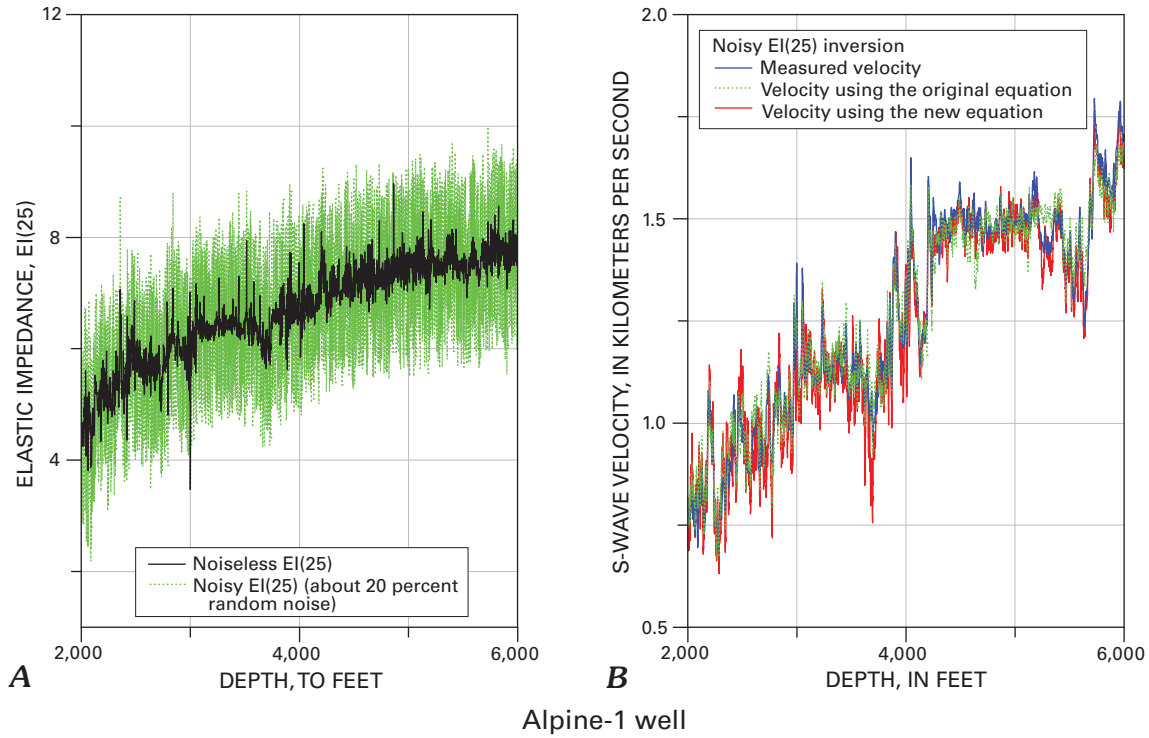 12
8
4
ELASTIC IMPEDANCE, EI(25)
Noiseless EI(25)
Noisy EI(25) (about 20 percent
random noise)
2,000
4,000
6,000
DEPTH, TO FEET
A
2.0
1.5
1.0
0.5
S-WAVE VELOCITY, IN KILOMETERS PER SECOND
Noisy EI(25) inversion
Measured velocity
Velocity using the original equation
Velocity using the new equation
2,000
4,000
6,000
DEPTH, IN FEET
B
Alpine-1 well